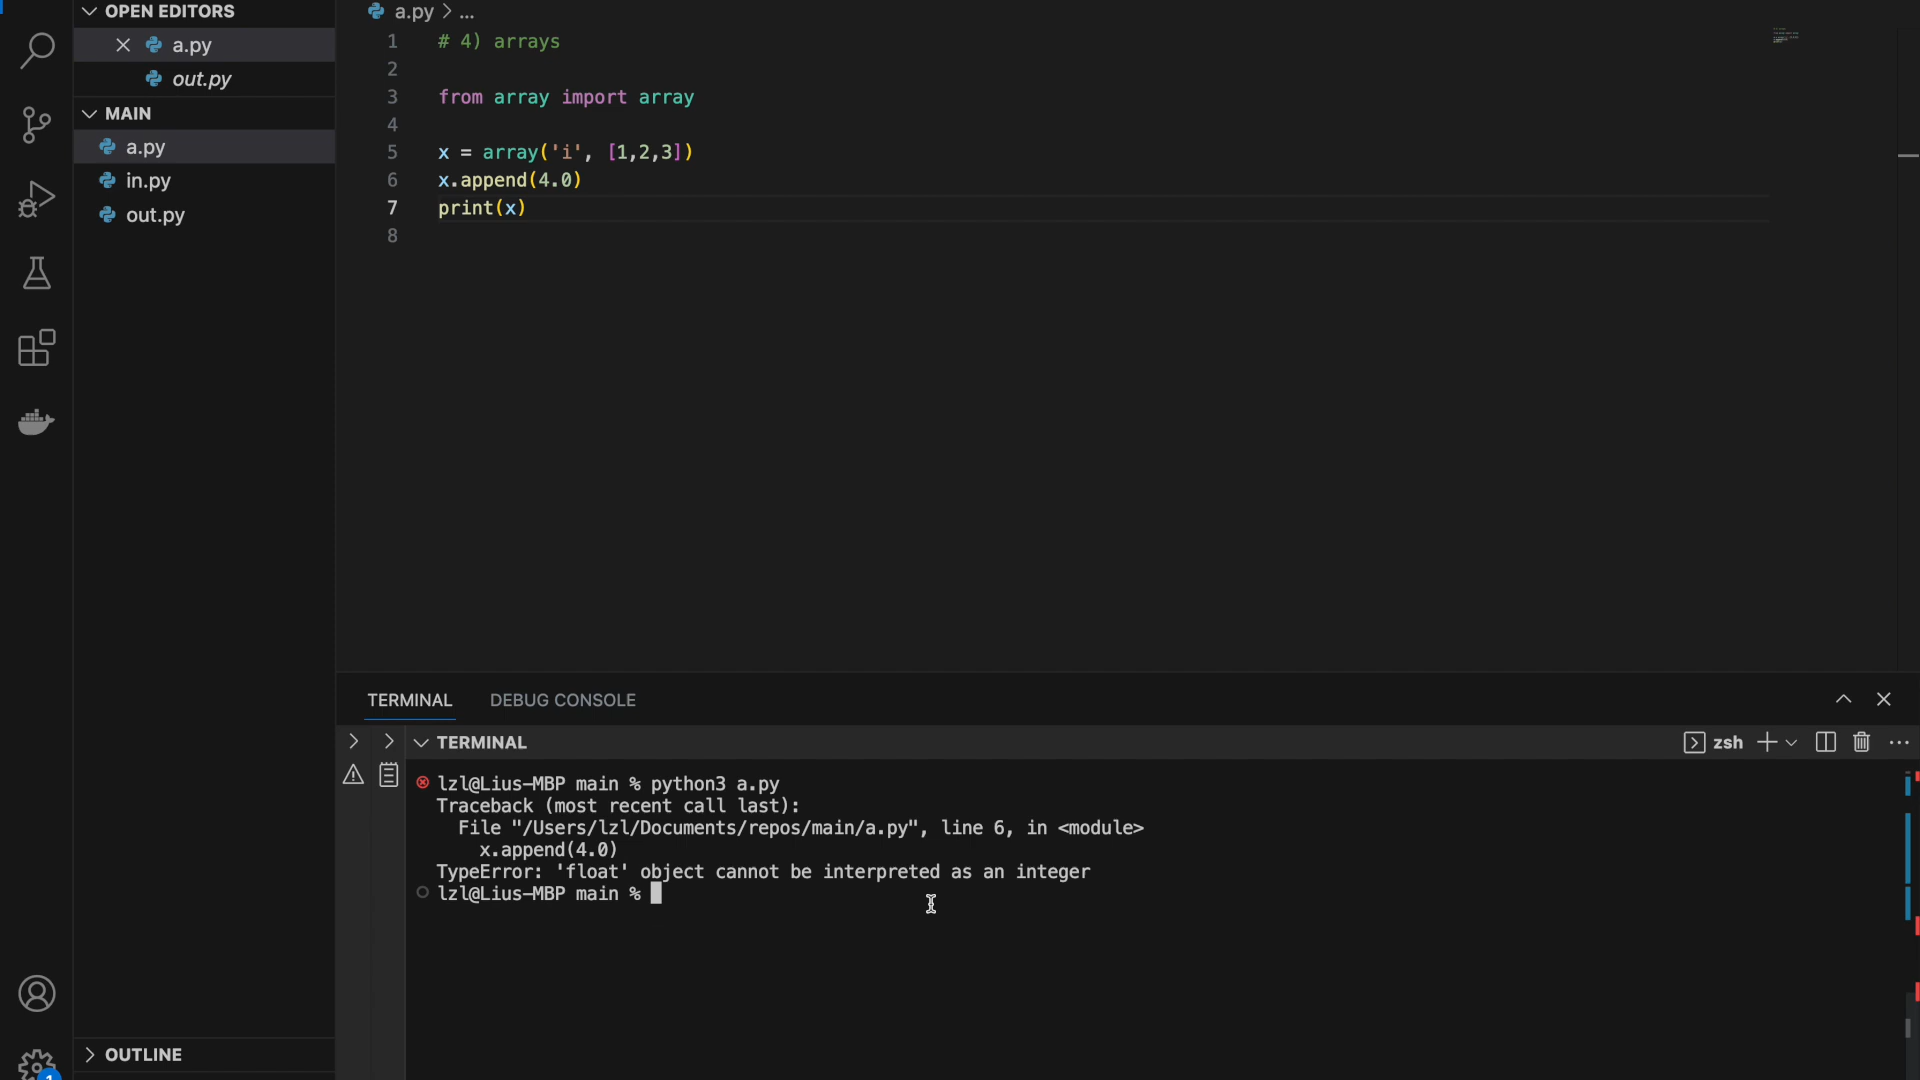 OPEN EDITORS
a.py
out.py
MAIN
a.py
in.py
out.py
OUTLINE
1
a.py > ...
1 # 4) arrays
2
3 from array import array
4
5 x = array('i', [1,2,3])
6 x.append(4.0)
7 print(x)
8
TERMINAL DEBUG CONSOLE
TERMINAL
zsh
lzl@Lius-MBP main % python3 a.py
Traceback (most recent call last):
  File "/Users/lzl/Documents/repos/main/a.py", line 6, in <module>
    x.append(4.0)
TypeError: 'float' object cannot be interpreted as an integer
lzl@Lius-MBP main %